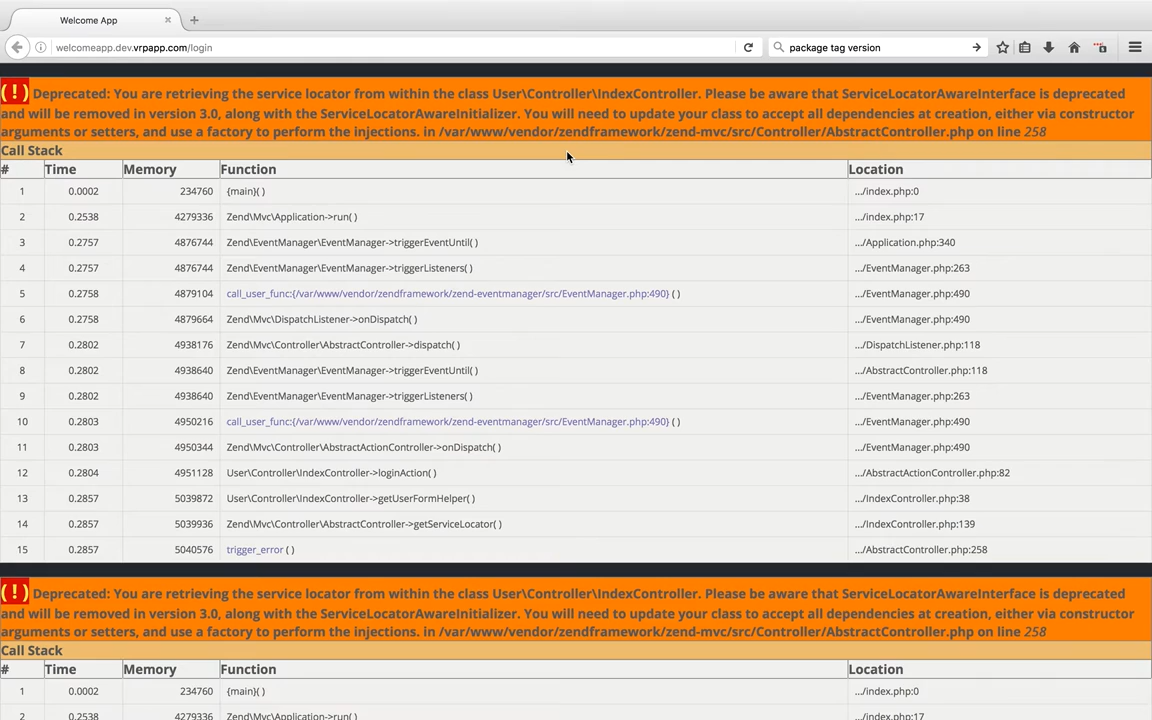 Welcome App
welcomeapp.dev.vrpapp.com/login
package tag version
(!) Deprecated: You are retrieving the service locator from within the class User\Controller\IndexController. Please be aware that ServiceLocatorAwareInterface is deprecated
and will be removed in version 3.0, along with the ServiceLocatorAwareInitializer. You will need to update your class to accept all dependencies at creation, either via constructor
arguments or setters, and use a factory to perform the injections. in /var/www/vendor/zendframework/zend-mvc/src/Controller/AbstractController.php on line 258
Call Stack
# Time Memory Function Location
1 0.0002 234760 {main}( ) .../index.php:0
2 0.2538 4279336 Zend\Mvc\Application->run( ) .../index.php:17
3 0.2757 4876744 Zend\EventManager\EventManager->triggerEventUntil( ) .../Application.php:340
4 0.2757 4876744 Zend\EventManager\EventManager->triggerListeners( ) .../EventManager.php:263
5 0.2758 4879104 call_user_func:{/var/www/vendor/zendframework/zend-eventmanager/src/EventManager.php:490} ( ) .../EventManager.php:490
6 0.2758 4879664 Zend\Mvc\DispatchListener->onDispatch( ) .../EventManager.php:490
7 0.2802 4938176 Zend\Mvc\Controller\AbstractController->dispatch( ) .../DispatchListener.php:118
8 0.2802 4938640 Zend\EventManager\EventManager->triggerEventUntil( ) .../AbstractController.php:118
9 0.2802 4938640 Zend\EventManager\EventManager->triggerListeners( ) .../EventManager.php:263
10 0.2803 4950216 call_user_func:{/var/www/vendor/zendframework/zend-eventmanager/src/EventManager.php:490} ( ) .../EventManager.php:490
11 0.2803 4950344 Zend\Mvc\Controller\AbstractActionController->onDispatch( ) .../EventManager.php:490
12 0.2804 4951128 User\Controller\IndexController->loginAction( ) .../AbstractActionController.php:82
13 0.2857 5039872 User\Controller\IndexController->getUserFormHelper( ) .../IndexController.php:38
14 0.2857 5039936 Zend\Mvc\Controller\AbstractController->getServiceLocator( ) .../IndexController.php:139
15 0.2857 5040576 trigger_error ( ) .../AbstractController.php:258
(!) Deprecated: You are retrieving the service locator from within the class User\Controller\IndexController. Please be aware that ServiceLocatorAwareInterface is deprecated
and will be removed in version 3.0, along with the ServiceLocatorAwareInitializer. You will need to update your class to accept all dependencies at creation, either via constructor
arguments or setters, and use a factory to perform the injections. in /var/www/vendor/zendframework/zend-mvc/src/Controller/AbstractController.php on line 258
Call Stack
# Time Memory Function Location
1 0.0002 234760 {main}( ) .../index.php:0
2 0.2538 4279336 Zend\Mvc\Application->run( ) .../index.php:17